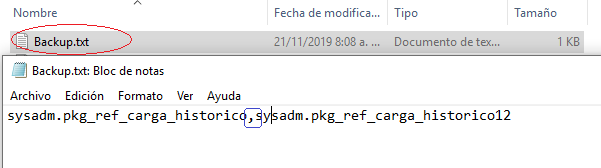 Nombre Fecha de modifica... Tipo Tamaño
Backup.txt 21/11/2019 8:08 a. ... Documento de tex... 1 KB
Backup.txt: Bloc de notas
Archivo Edición Formato Ver Ayuda
sysadm.pkg_ref_carga_historico,sysadm.pkg_ref_carga_historico12